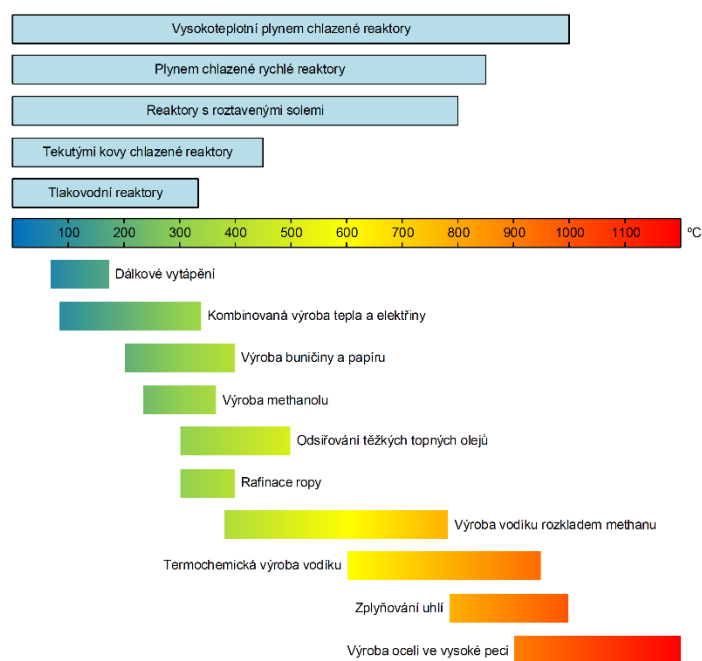 Vysokoteplotní plynem chlazené reaktory
Plynem chlazené rychlé reaktory
Reaktory s roztavenými solemi
Tekutými kovy chlazené reaktory
Tlakovodní reaktory
100 200 300 400 500 600 700 800 900 1000 1100 ºC
Dálkové vytápění
Kombinovaná výroba tepla a elektřiny
Výroba buničiny a papíru
Výroba methanolu
Odsiřování těžkých topných olejů
Rafinace ropy
Výroba vodíku rozkladem methanu
Termochemická výroba vodíku
Zplyňování uhlí
Výroba oceli ve vysoké peci